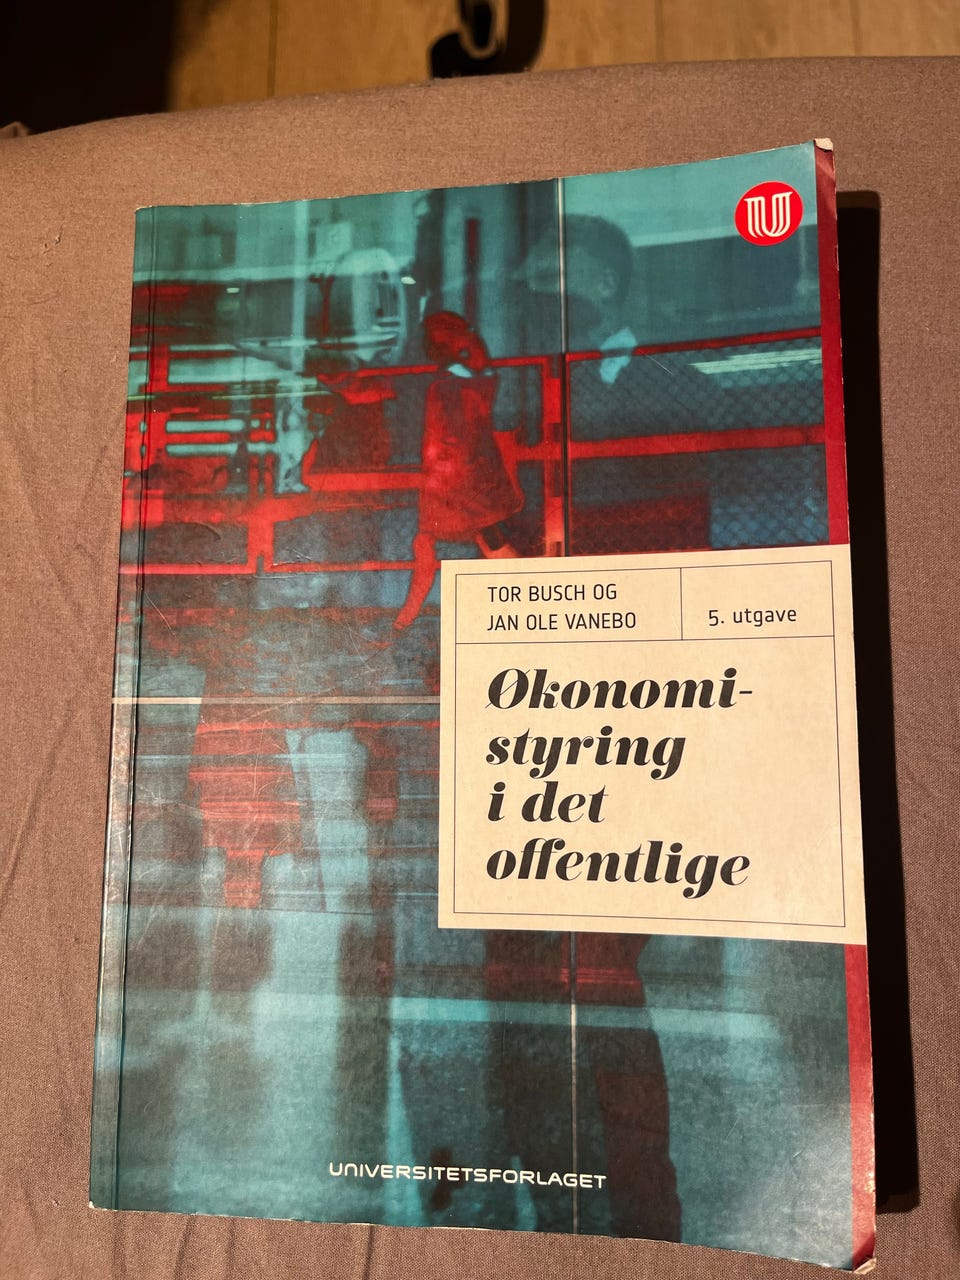 TOR BUSCH OG
JAN OLE VANEBO
5. utgave
Økonomi-
styring
i det
offentlige
UNIVERSITETSFORLAGET